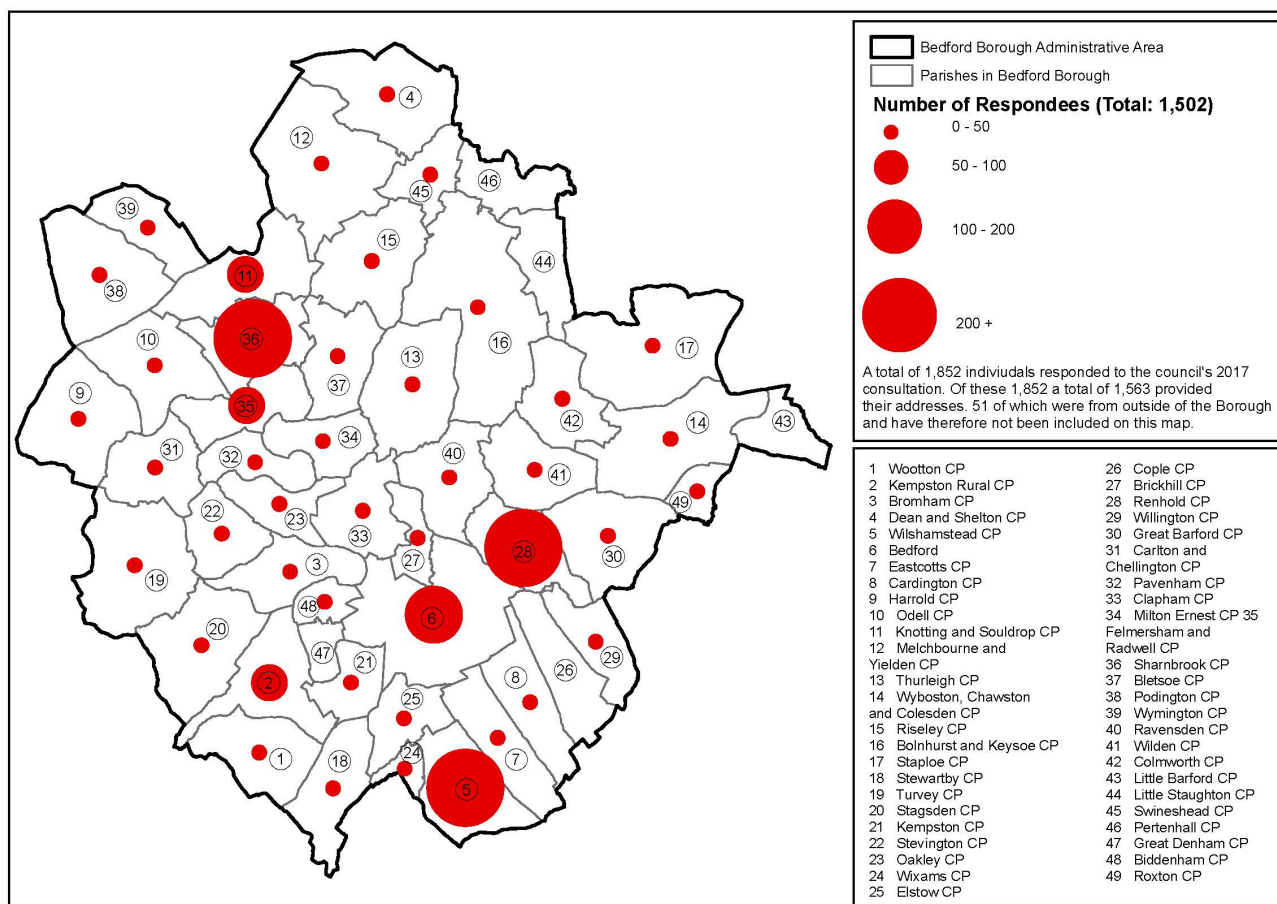 4
12
45
46
39
15
44
11
38
36
16
17
10
13
37
9
35
42
14
43
34
31
32
40
41
49
22
23
33
28
30
27
3
19
48
6
20
47
29
21
26
2
8
25
1
18
24
7
5
Bedford Borough Administrative Area
Parishes in Bedford Borough
Number of Respondees (Total: 1,502)
0 - 50
50 - 100
100 - 200
200 +
A total of 1,852 indiviudals responded to the council's 2017
consultation. Of these 1,852 a total of 1,563 provided
their addresses. 51 of which were from outside of the Borough
and have therefore not been included on this map.
1 Wootton CP
2 Kempston Rural CP
3 Bromham CP
4 Dean and Shelton CP
5 Wilshamstead CP
6 Bedford
7 Eastcotts CP
8 Cardington CP
9 Harrold CP
10 Odell CP
11 Knotting and Souldrop CP
12 Melchbourne and
Yielden CP
13 Thurleigh CP
14 Wyboston, Chawston
and Colesden CP
15 Riseley CP
16 Bolnhurst and Keysoe CP
17 Staploe CP
18 Stewartby CP
19 Turvey CP
20 Stagsden CP
21 Kempston CP
22 Stevington CP
23 Oakley CP
24 Wixams CP
25 Elstow CP
26 Cople CP
27 Brickhill CP
28 Renhold CP
29 Willington CP
30 Great Barford CP
31 Carlton and
Chellington CP
32 Pavenham CP
33 Clapham CP
34 Milton Ernest CP 35
Felmersham and
Radwell CP
36 Sharnbrook CP
37 Bletsoe CP
38 Podington CP
39 Wymington CP
40 Ravensden CP
41 Wilden CP
42 Colmworth CP
43 Little Barford CP
44 Little Staughton CP
45 Swineshead CP
46 Pertenhall CP
47 Great Denham CP
48 Biddenham CP
49 Roxton CP